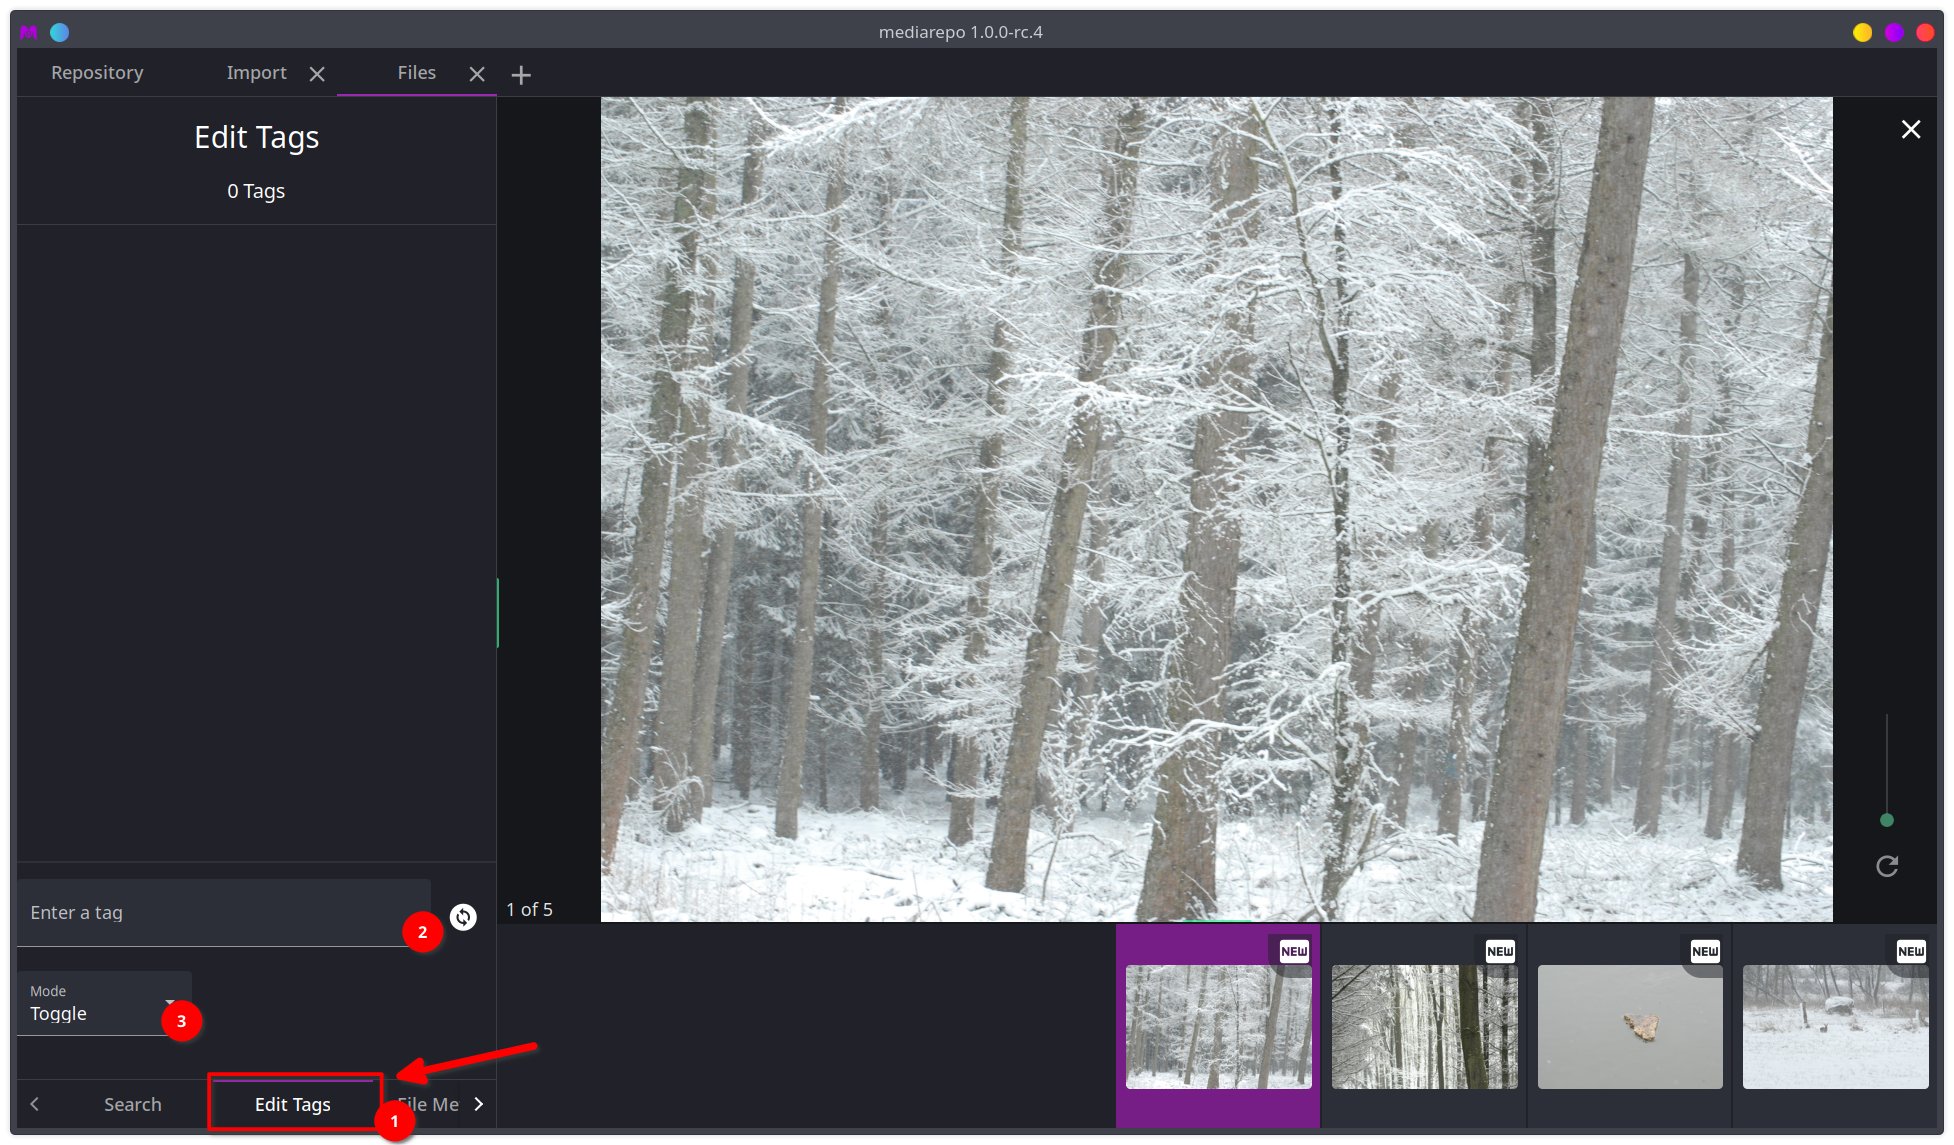 mediarepo 1.0.0-rc.4
Repository
Import
Files
Edit Tags
0 Tags
Enter a tag
2
1 of 5
Mode
Toggle
3
NEW
NEW
NEW
NEW
Search
Edit Tags
1
File Me